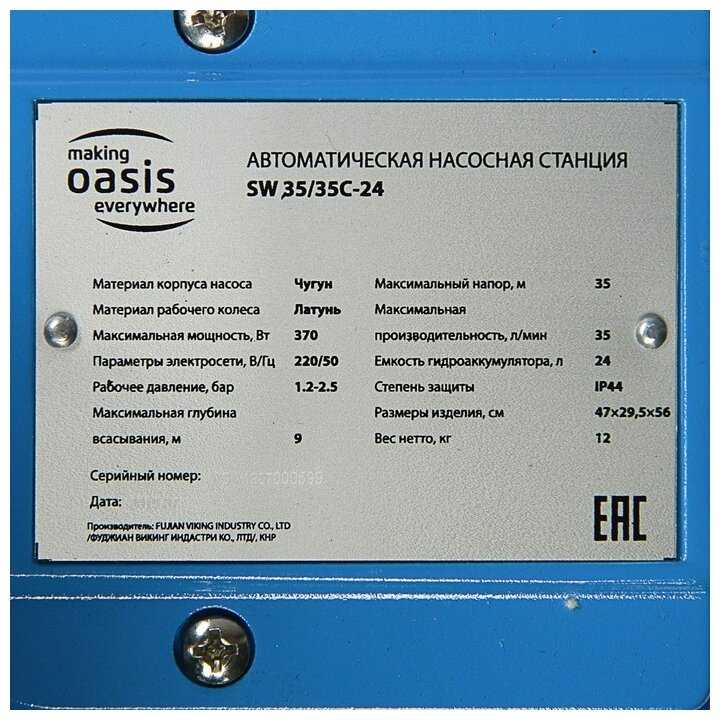 making
oasis
everywhere
АВТОМАТИЧЕСКАЯ НАСОСНАЯ СТАНЦИЯ
SW 35/35C-24
Материал корпуса насоса Чугун
Материал рабочего колеса Латунь
Максимальная мощность, Вт 370
Параметры электросети, В/Гц 220/50
Рабочее давление, бар 1.2-2.5
Максимальная глубина
всасывания, м 9
Максимальный напор, м 35
Максимальная
производительность, л/мин 35
Емкость гидроаккумулятора, л 24
Степень защиты IP44
Размеры изделия, см 47×29,5×56
Вес нетто, кг 12
Серийный номер:
Дата:
Производитель: FUJIAN VIKING INDUSTRY CO., LTD
/ФУДЖИАН ВИКИНГ ИНДАСТРИ КО., ЛТД/, КНР
EAC